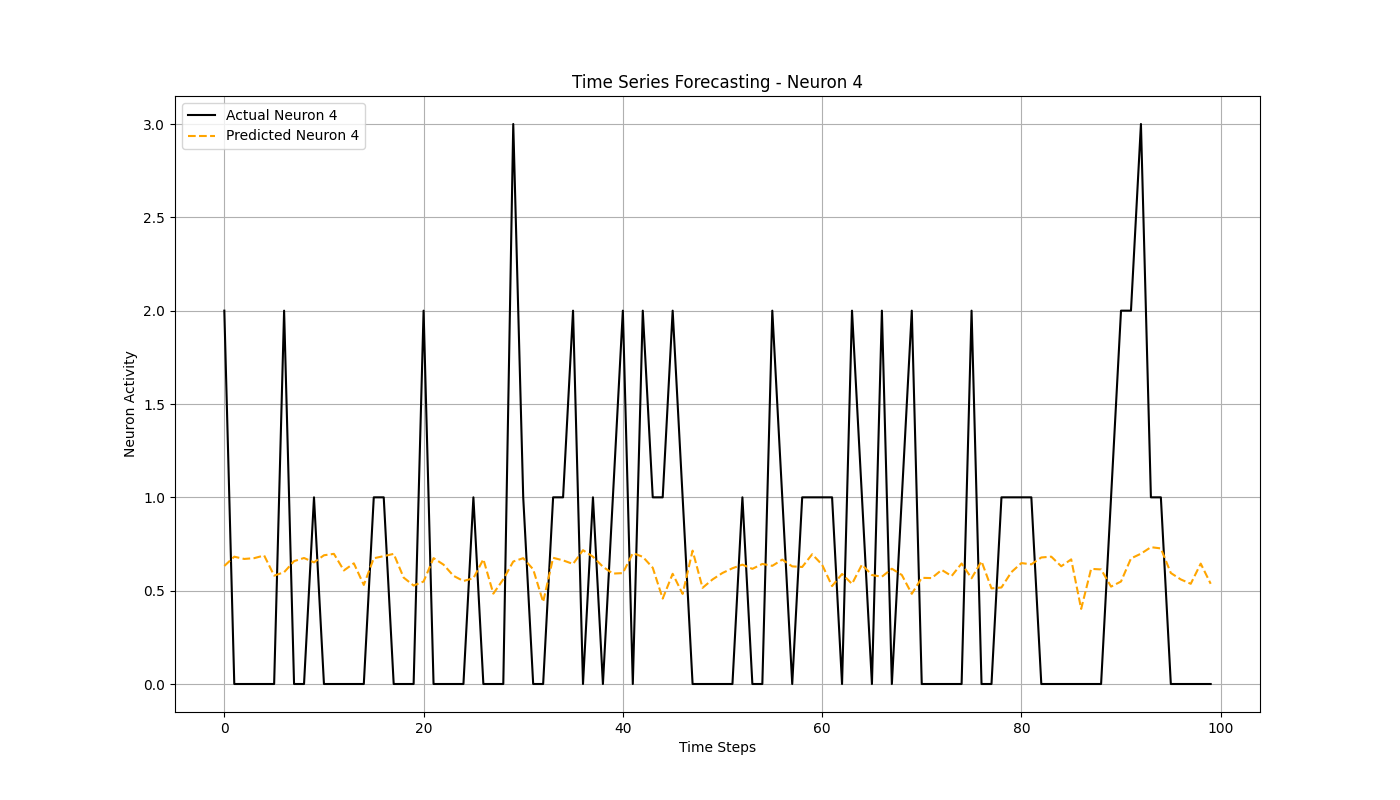 Time Series Forecasting - Neuron 4
Actual Neuron 4
Predicted Neuron 4
3.0
2.5
2.0
1.5
1.0
0.5
0.0
Neuron Activity
0 20 40 60 80 100
Time Steps